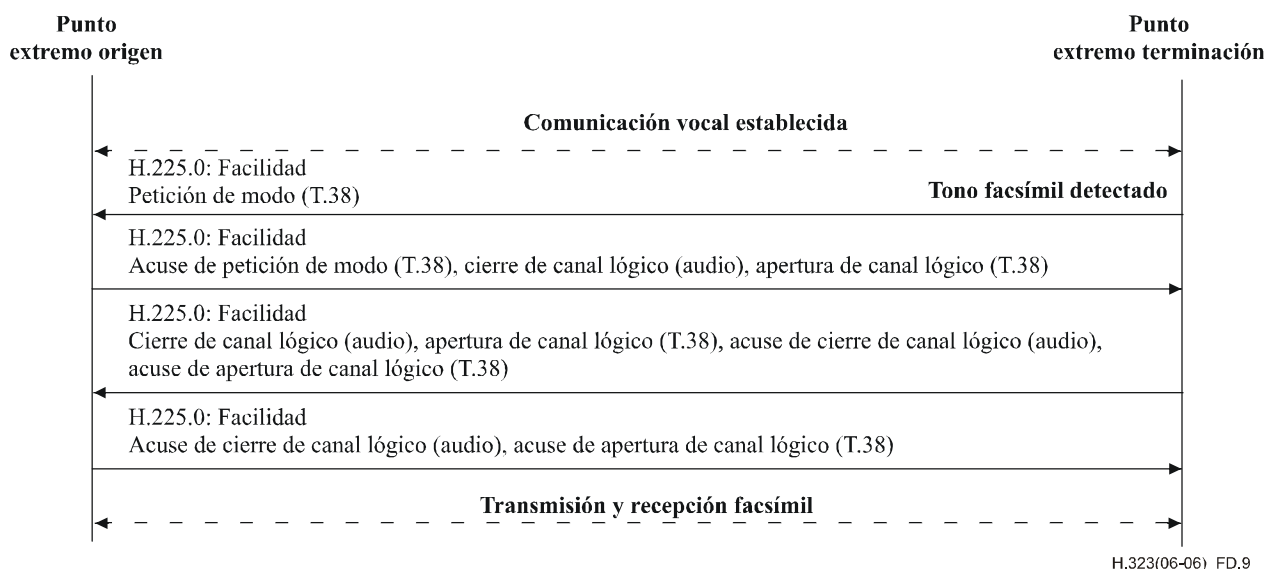 Punto
extremo origen
Punto
extremo terminación
Comunicación vocal establecida
H.225.0: Facilidad
Petición de modo (T.38)
Tono facsímil detectado
H.225.0: Facilidad
Acuse de petición de modo (T.38), cierre de canal lógico (audio), apertura de canal lógico (T.38)
H.225.0: Facilidad
Cierre de canal lógico (audio), apertura de canal lógico (T.38), acuse de cierre de canal lógico (audio),
acuse de apertura de canal lógico (T.38)
H.225.0: Facilidad
Acuse de cierre de canal lógico (audio), acuse de apertura de canal lógico (T.38)
Transmisión y recepción facsímil
H.323(06-06)_FD.9